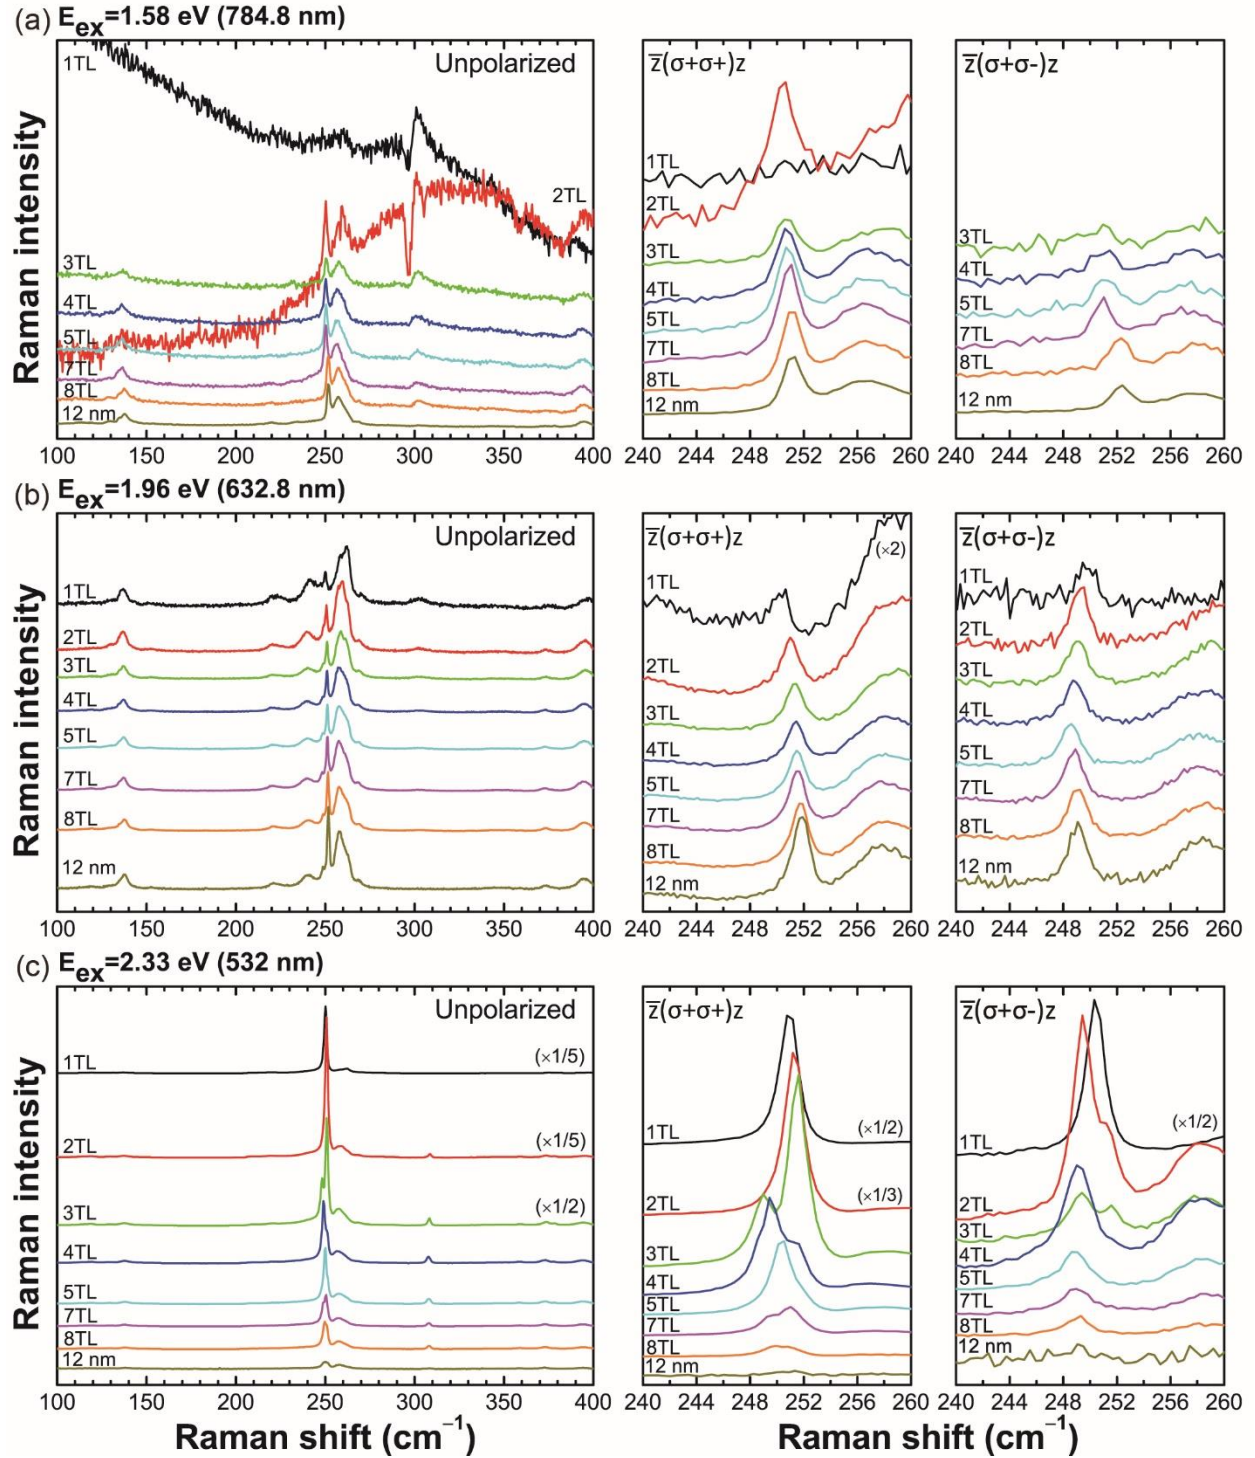 (a) E_ex=1.58 eV (784.8 nm)
Raman intensity
Unpolarized
1TL
2TL
3TL
4TL
5TL
7TL
8TL
12 nm
100 150 200 250 300 350 400
z̅(σ+σ+)z
1TL
2TL
3TL
4TL
5TL
7TL
8TL
12 nm
240 244 248 252 256 260
z̅(σ+σ-)z
3TL
4TL
5TL
7TL
8TL
12 nm
240 244 248 252 256 260
(b) E_ex=1.96 eV (632.8 nm)
Raman intensity
Unpolarized
1TL
2TL
3TL
4TL
5TL
7TL
8TL
12 nm
100 150 200 250 300 350 400
z̅(σ+σ+)z
(×2)
1TL
2TL
3TL
4TL
5TL
7TL
8TL
12 nm
240 244 248 252 256 260
z̅(σ+σ-)z
1TL
2TL
3TL
4TL
5TL
7TL
8TL
12 nm
240 244 248 252 256 260
(c) E_ex=2.33 eV (532 nm)
Raman intensity
Unpolarized
1TL (×1/5)
2TL (×1/5)
3TL (×1/2)
4TL
5TL
7TL
8TL
12 nm
100 150 200 250 300 350 400
Raman shift (cm⁻¹)
z̅(σ+σ+)z
1TL (×1/2)
2TL (×1/3)
3TL
4TL
5TL
7TL
8TL
12 nm
240 244 248 252 256 260
z̅(σ+σ-)z
(×1/2)
1TL
2TL
3TL
4TL
5TL
7TL
8TL
12 nm
240 244 248 252 256 260
Raman shift (cm⁻¹)